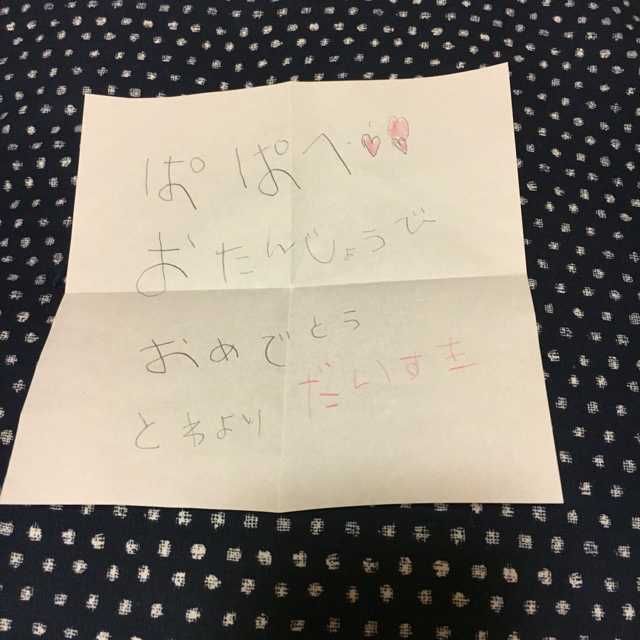 ぱぱへ
おたんじょうび
おめでとう
だいすき
ともより